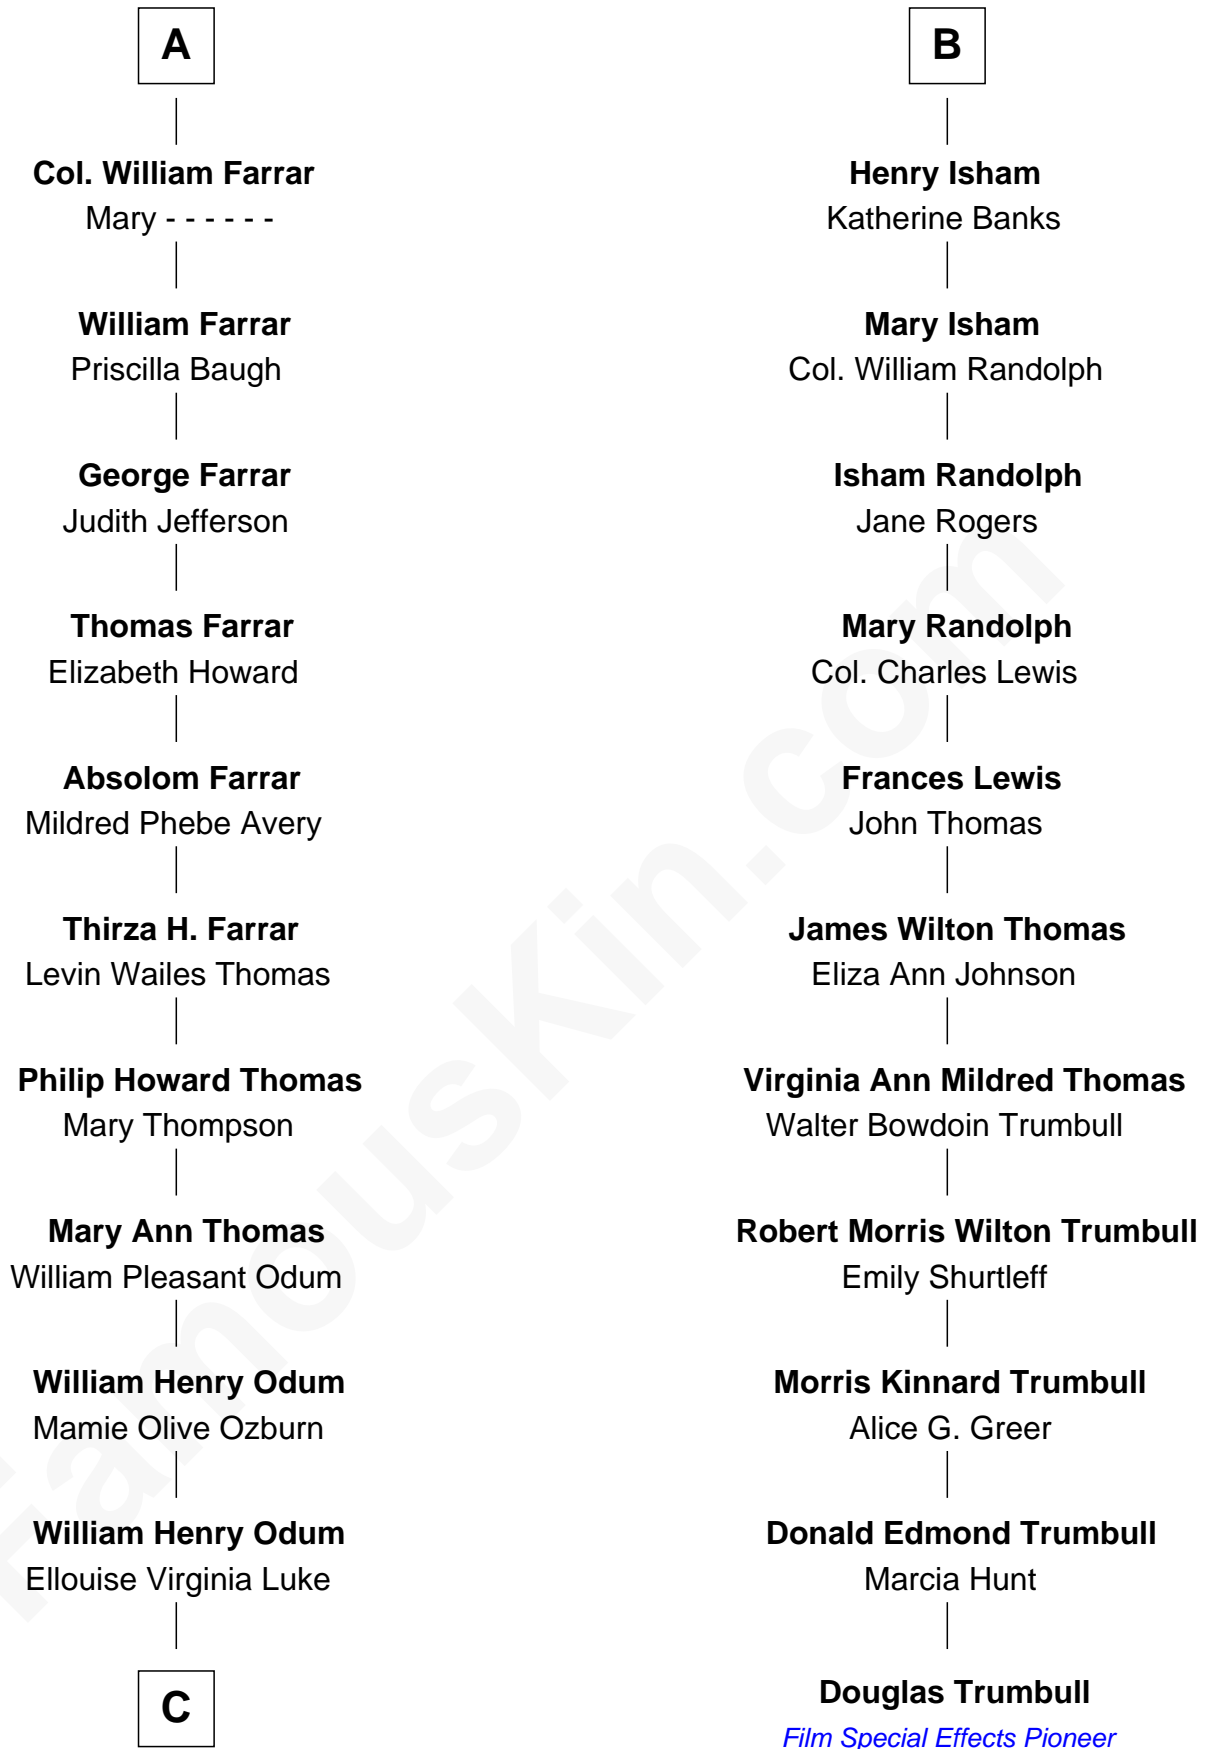 A
Col. William Farrar
Mary - - - - - -
William Farrar
Priscilla Baugh
George Farrar
Judith Jefferson
Thomas Farrar
Elizabeth Howard
Absolom Farrar
Mildred Phebe Avery
Thirza H. Farrar
Levin Wailes Thomas
Philip Howard Thomas
Mary Thompson
Mary Ann Thomas
William Pleasant Odum
William Henry Odum
Mamie Olive Ozburn
William Henry Odum
Ellouise Virginia Luke
C
B
Henry Isham
Katherine Banks
Mary Isham
Col. William Randolph
Isham Randolph
Jane Rogers
Mary Randolph
Col. Charles Lewis
Frances Lewis
John Thomas
James Wilton Thomas
Eliza Ann Johnson
Virginia Ann Mildred Thomas
Walter Bowdoin Trumbull
Robert Morris Wilton Trumbull
Emily Shurtleff
Morris Kinnard Trumbull
Alice G. Greer
Donald Edmond Trumbull
Marcia Hunt
Douglas Trumbull
Film Special Effects Pioneer
FamousKin.com